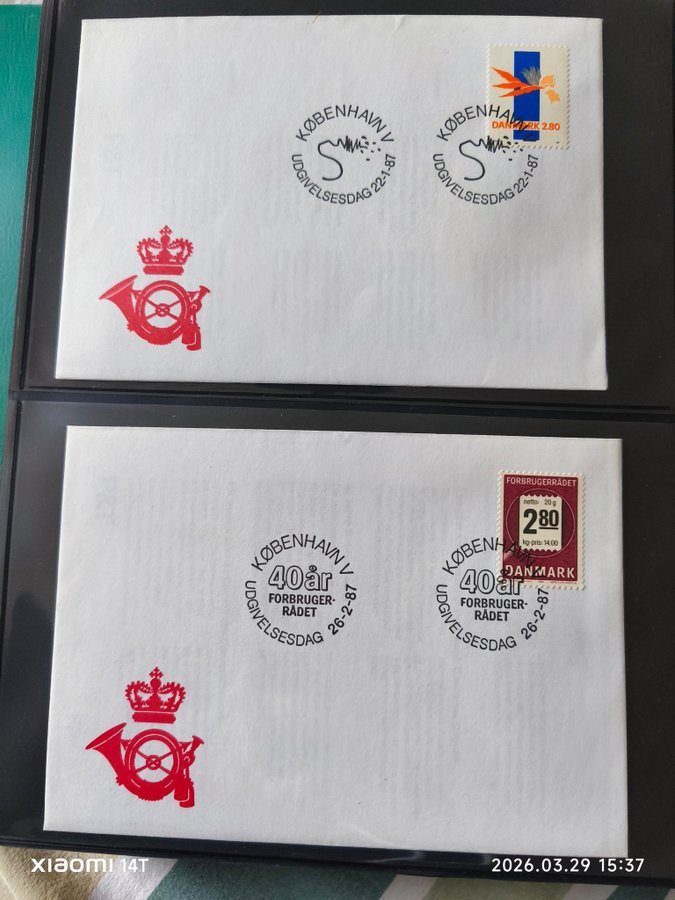 DANMARK 2.80
KØBENHAVN V
UDGIVELSESDAG 22-1-87
KØBENHAVN V
UDGIVELSESDAG 22-1-87
FORBRUGERRÅDET
netto: 20 g
2 80
kg-pris: 14.00
DANMARK
KØBENHAVN V
40år
FORBRUGER-
RÅDET
UDGIVELSESDAG 26-2-87
KØBENHAVN V
40år
FORBRUGER-
RÅDET
UDGIVELSESDAG 26-2-87
XIAOMI 14T
2026.03.29 15:37